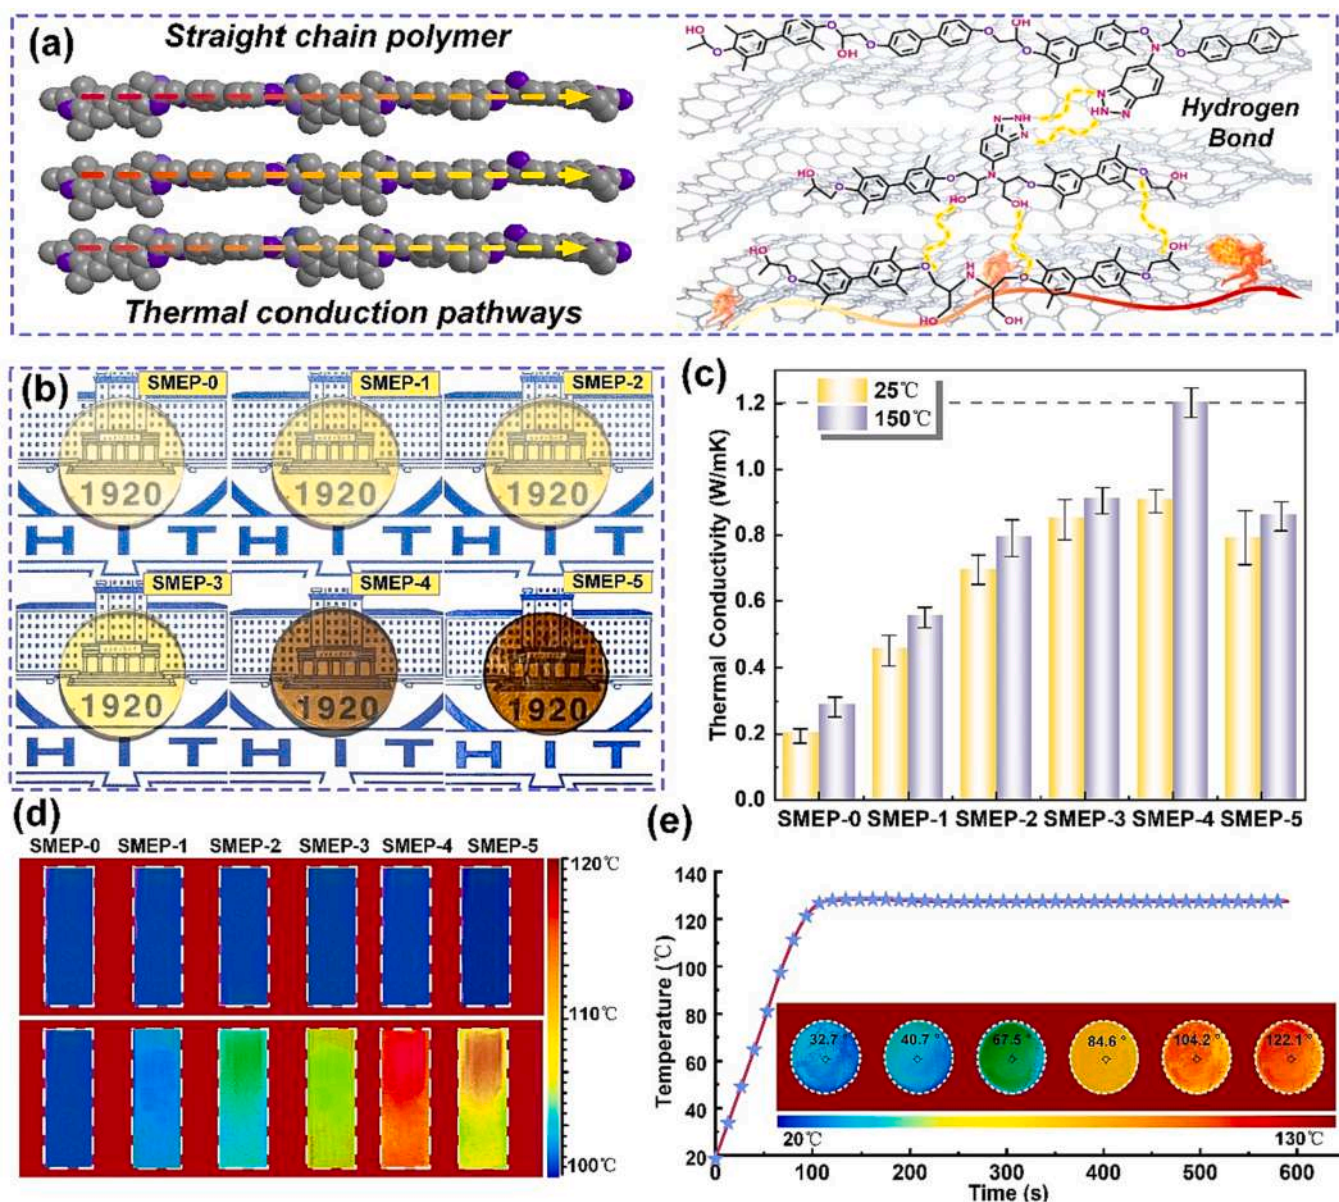 (a)
Straight chain polymer
Thermal conduction pathways
Hydrogen
Bond
(b)
SMEP-0
SMEP-1
SMEP-2
1920
1920
1920
H I T
H I T
H I T
SMEP-3
SMEP-4
SMEP-5
1920
1920
1920
H I T
H I T
H I T
(c)
25℃
150℃
Thermal Conductivity (W/mK)
1.2
1.0
0.8
0.6
0.4
0.2
0.0
SMEP-0
SMEP-1
SMEP-2
SMEP-3
SMEP-4
SMEP-5
(d)
SMEP-0
SMEP-1
SMEP-2
SMEP-3
SMEP-4
SMEP-5
120℃
110℃
100℃
(e)
Temperature (℃)
140
120
100
80
60
40
20
32.7 °
40.7 °
67.5 °
84.6 °
104.2 °
122.1 °
20℃
130℃
0
100
200
300
400
500
600
Time (s)